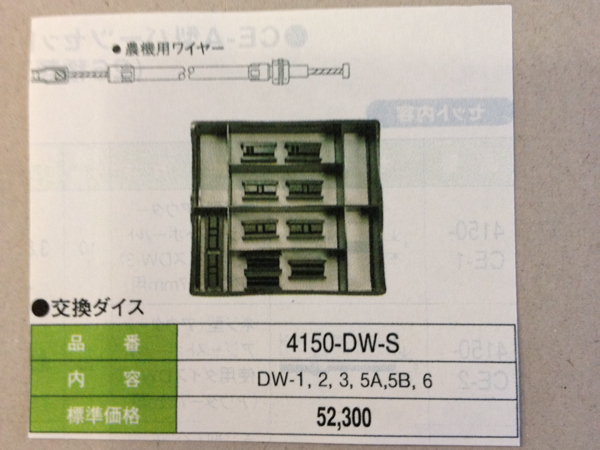 ●農機用ワイヤー
●交換ダイス
品 番 4150-DW-S
内 容 DW-1, 2, 3, 5A,5B, 6
標準価格 52,300